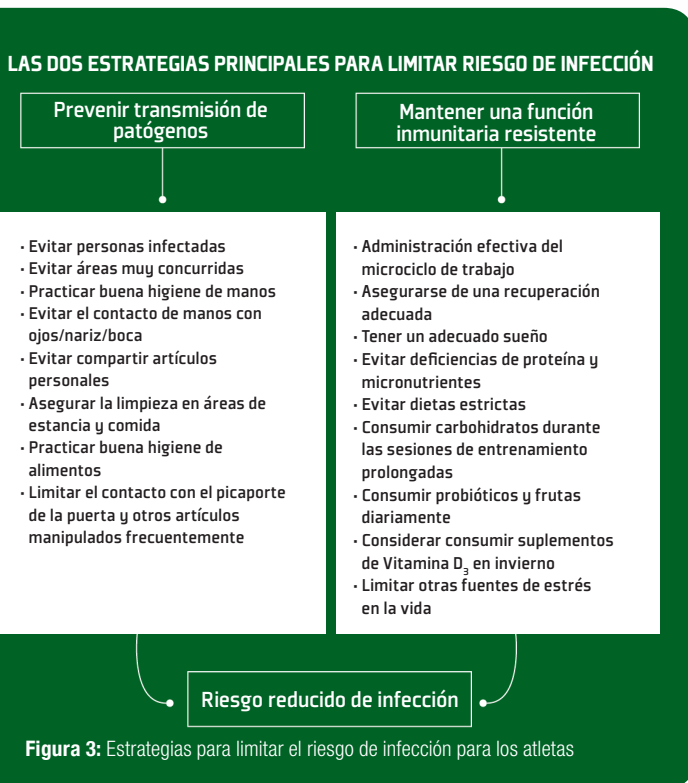 LAS DOS ESTRATEGIAS PRINCIPALES PARA LIMITAR RIESGO DE INFECCIÓN
Prevenir transmisión de
patógenos
· Evitar personas infectadas
· Evitar áreas muy concurridas
· Practicar buena higiene de manos
· Evitar el contacto de manos con
ojos/nariz/boca
· Evitar compartir artículos
personales
· Asegurar la limpieza en áreas de
estancia y comida
· Practicar buena higiene de
alimentos
· Limitar el contacto con el picaporte
de la puerta y otros artículos
manipulados frecuentemente
Mantener una función
inmunitaria resistente
· Administración efectiva del
microciclo de trabajo
· Asegurarse de una recuperación
adecuada
· Tener un adecuado sueño
· Evitar deficiencias de proteína y
micronutrientes
· Evitar dietas estrictas
· Consumir carbohidratos durante
las sesiones de entrenamiento
prolongadas
· Consumir probióticos y frutas
diariamente
· Considerar consumir suplementos
de Vitamina D₃ en invierno
· Limitar otras fuentes de estrés
en la vida
Riesgo reducido de infección
Figura 3: Estrategias para limitar el riesgo de infección para los atletas